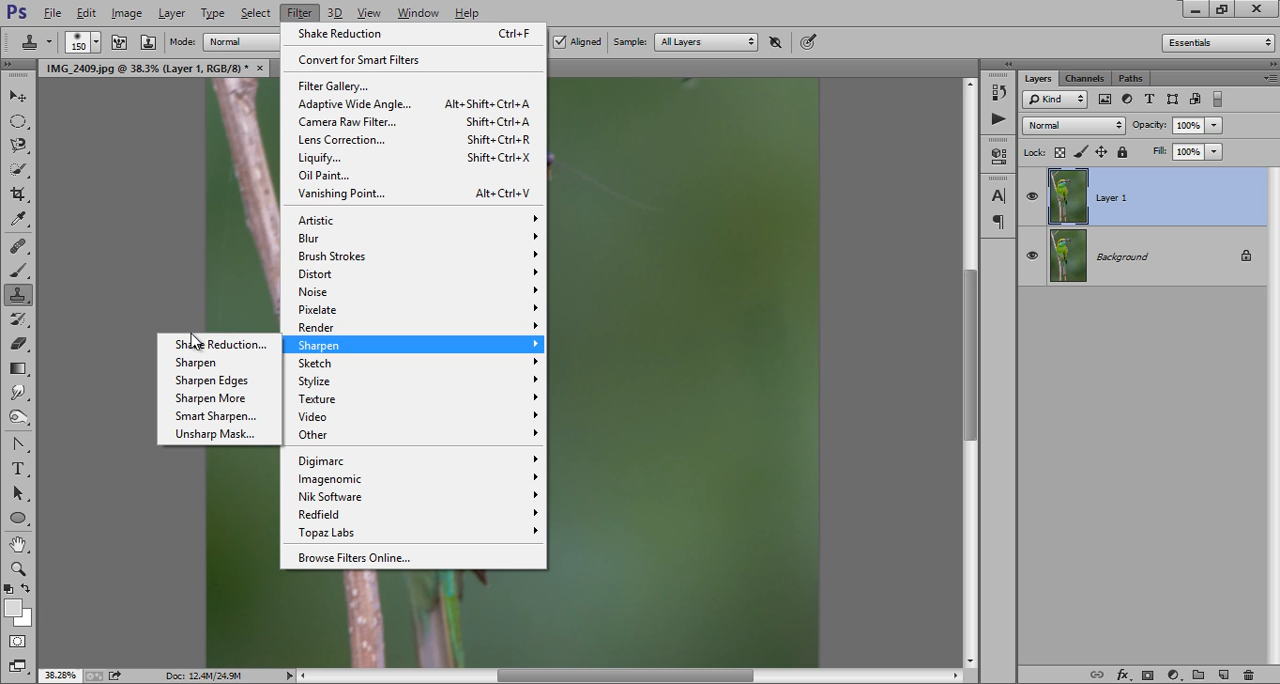 Ps File Edit Image Layer Type Select Filter 3D View Window Help
150 Mode: Normal Aligned Sample: All Layers Essentials
IMG_2409.jpg @ 38.3% (Layer 1, RGB/8) * ×
Shake Reduction Ctrl+F
Convert for Smart Filters
Filter Gallery...
Adaptive Wide Angle... Alt+Shift+Ctrl+A
Camera Raw Filter... Shift+Ctrl+A
Lens Correction... Shift+Ctrl+R
Liquify... Shift+Ctrl+X
Oil Paint...
Vanishing Point... Alt+Ctrl+V
Artistic
Blur
Brush Strokes
Distort
Noise
Pixelate
Render
Sharpen
Sketch
Stylize
Texture
Video
Other
Digimarc
Imagenomic
Nik Software
Redfield
Topaz Labs
Browse Filters Online...
Shake Reduction...
Sharpen
Sharpen Edges
Sharpen More
Smart Sharpen...
Unsharp Mask...
Layers Channels Paths
Kind
Normal Opacity: 100%
Lock: Fill: 100%
Layer 1
Background
38.28% Doc: 12.4M/24.9M